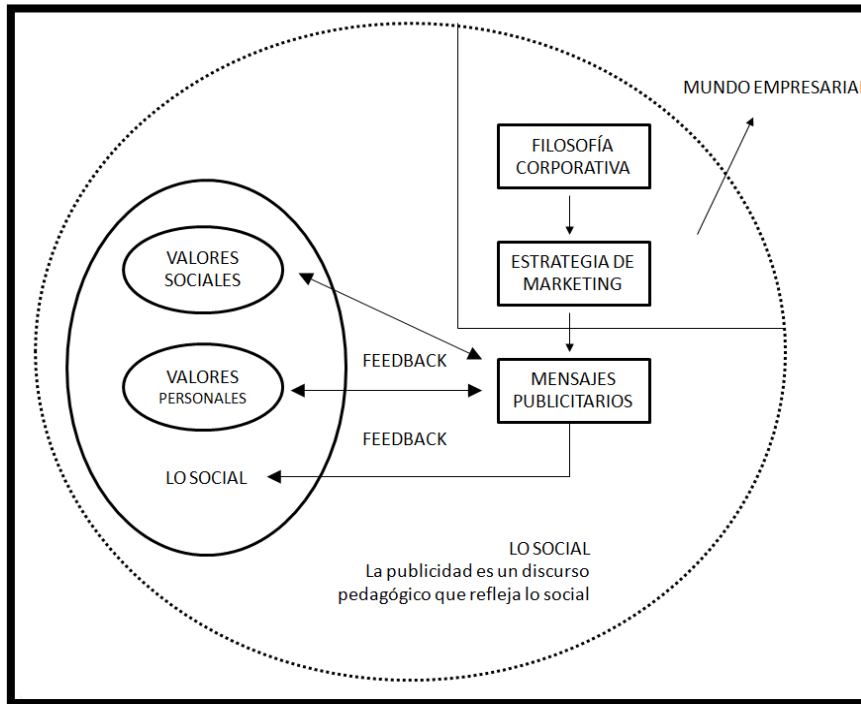 MUNDO EMPRESARIAL
FILOSOFÍA
CORPORATIVA
VALORES
SOCIALES
ESTRATEGIA DE
MARKETING
FEEDBACK
VALORES
PERSONALES
MENSAJES
PUBLICITARIOS
FEEDBACK
LO SOCIAL
LO SOCIAL
La publicidad es un discurso
pedagógico que refleja lo social